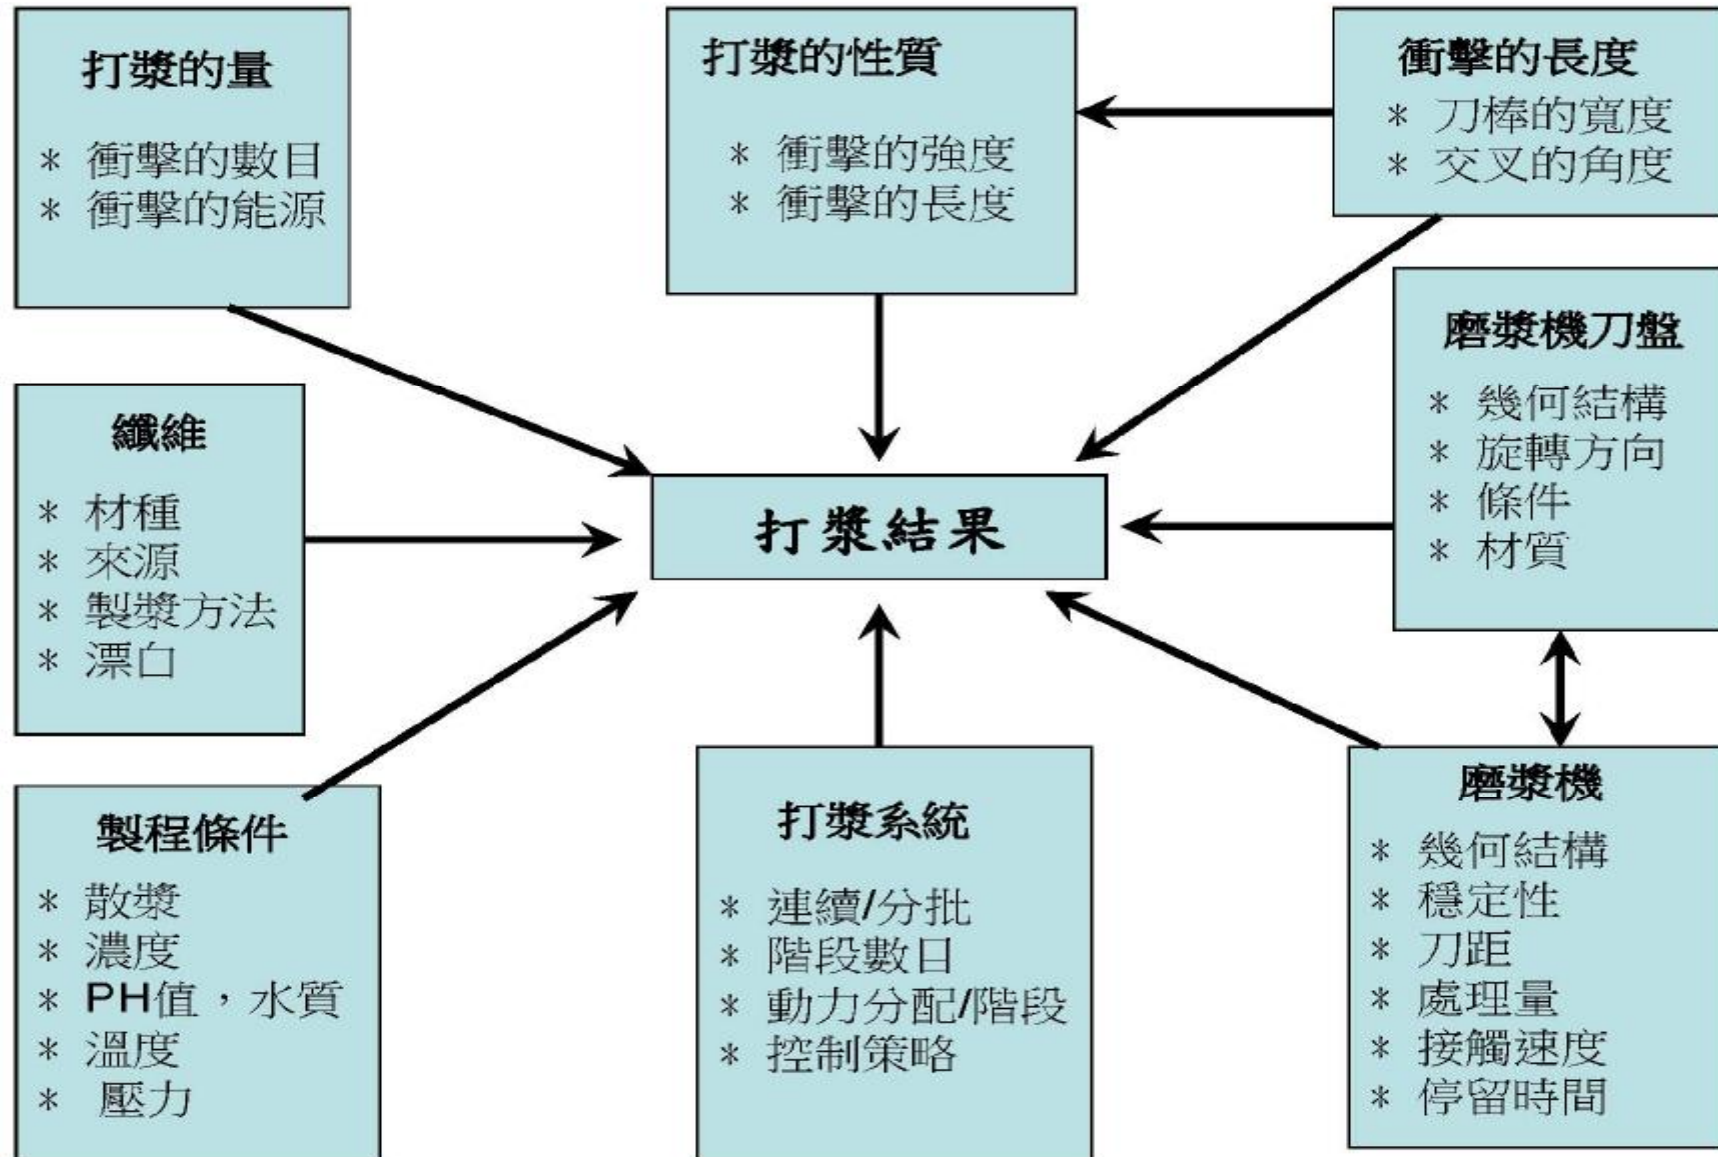 打漿的量
* 衝擊的數目
* 衝擊的能源
打漿的性質
* 衝擊的強度
* 衝擊的長度
衝擊的長度
* 刀棒的寬度
* 交叉的角度
磨漿機刀盤
* 幾何結構
* 旋轉方向
* 條件
* 材質
纖維
* 材種
* 來源
* 製漿方法
* 漂白
打漿結果
製程條件
* 散漿
* 濃度
* PH值，水質
* 溫度
* 壓力
打漿系統
* 連續/分批
* 階段數目
* 動力分配/階段
* 控制策略
磨漿機
* 幾何結構
* 穩定性
* 刀距
* 處理量
* 接觸速度
* 停留時間